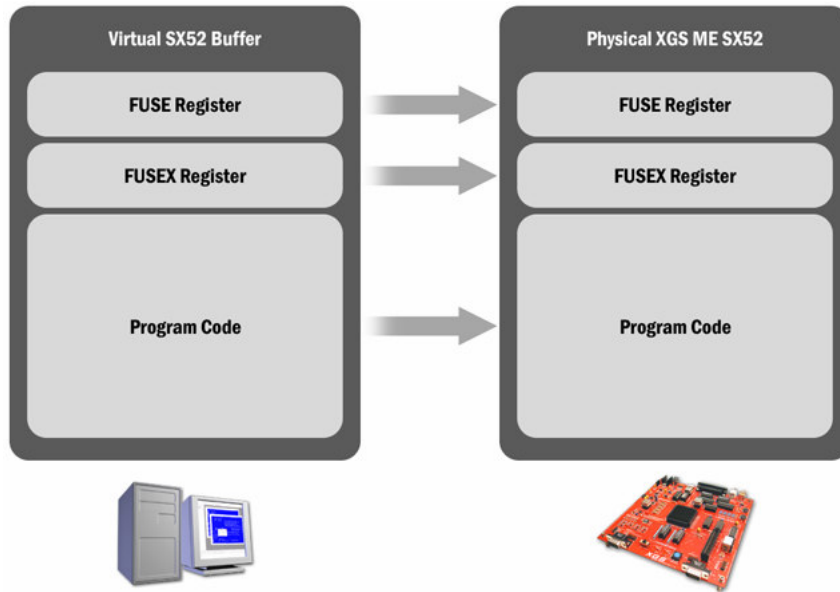 Virtual SX52 Buffer
Physical XGS ME SX52
FUSE Register
FUSE Register
FUSEX Register
FUSEX Register
Program Code
Program Code
XGS